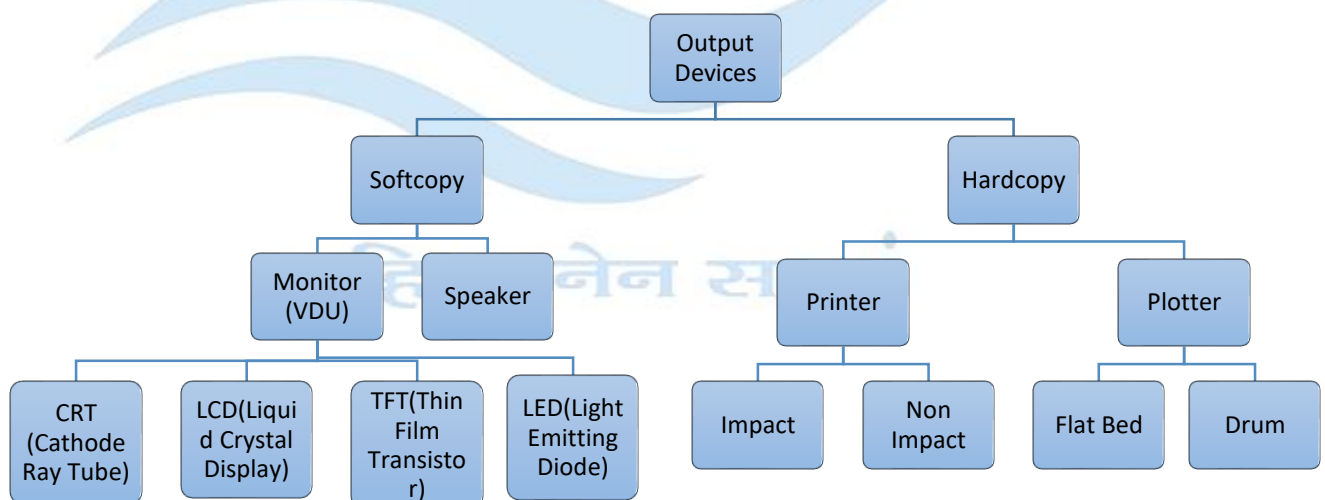 Output
Devices
Softcopy
Hardcopy
Monitor
(VDU)
Speaker
Printer
Plotter
CRT
(Cathode
Ray Tube)
LCD(Liqui
d Crystal
Display)
TFT(Thin
Film
Transisto
r)
LED(Light
Emitting
Diode)
Impact
Non
Impact
Flat Bed
Drum